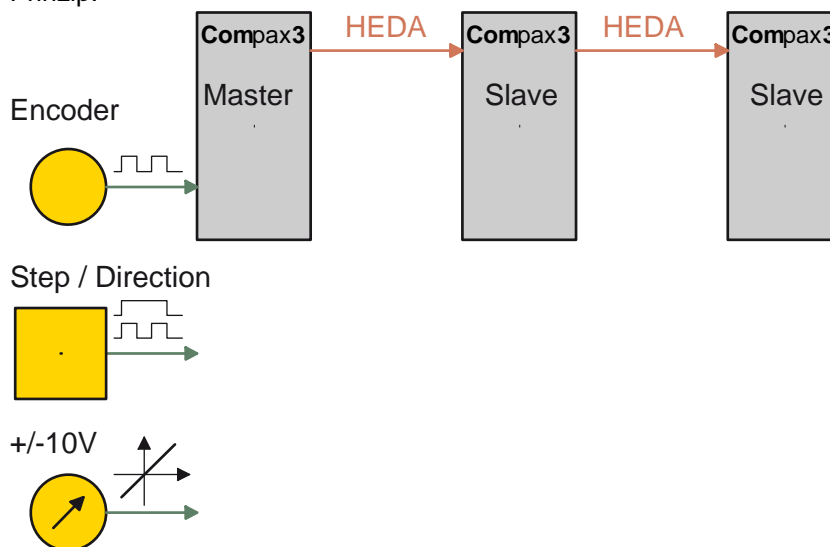 HEDA HEDA
Compax3 Compax3 Compax3
Master Slave Slave
Encoder
Step / Direction
+/-10V